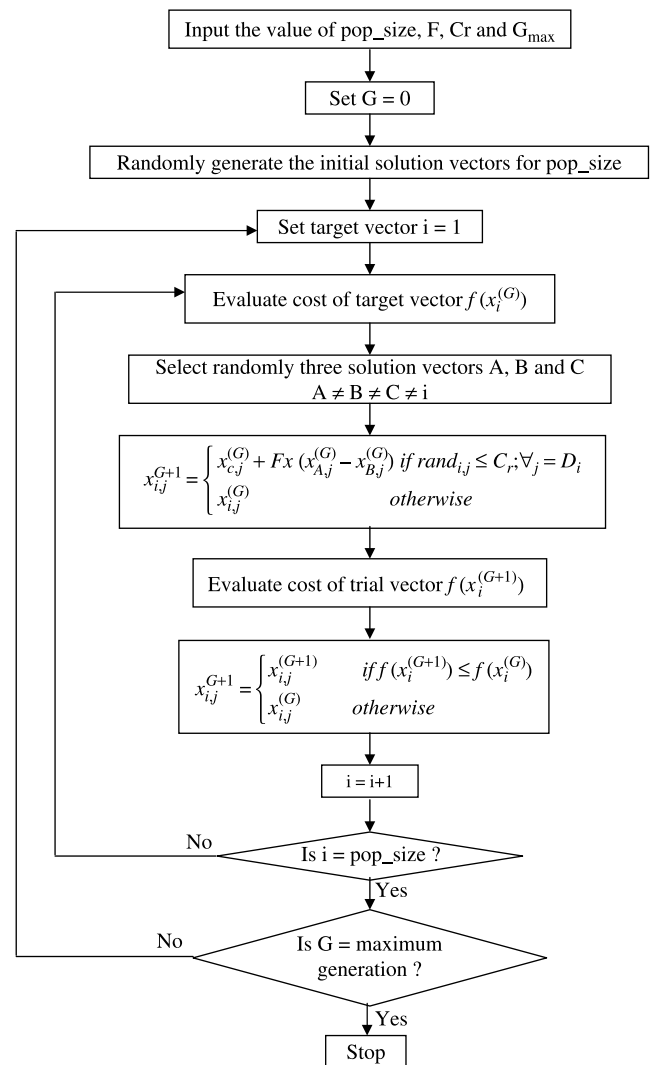 Input the value of pop_size, F, Cr and G_max
Set G = 0
Randomly generate the initial solution vectors for pop_size
Set target vector i = 1
Evaluate cost of target vector f (x_i^(G))
Select randomly three solution vectors A, B and C
A ≠ B ≠ C ≠ i
x_{i,j}^{G+1} = { x_{c,j}^{(G)} + Fx (x_{A,j}^{(G)} − x_{B,j}^{(G)}) if rand_{i,j} ≤ C_r; ∀_j = D_i
x_{i,j}^{(G)} otherwise
Evaluate cost of trial vector f (x_i^{(G+1)})
x_{i,j}^{G+1} = { x_{i,j}^{(G+1)} if f (x_i^{(G+1)}) ≤ f (x_i^{(G)})
x_{i,j}^{(G)} otherwise
i = i+1
No
Is i = pop_size ?
Yes
No
Is G = maximum
generation ?
Yes
Stop